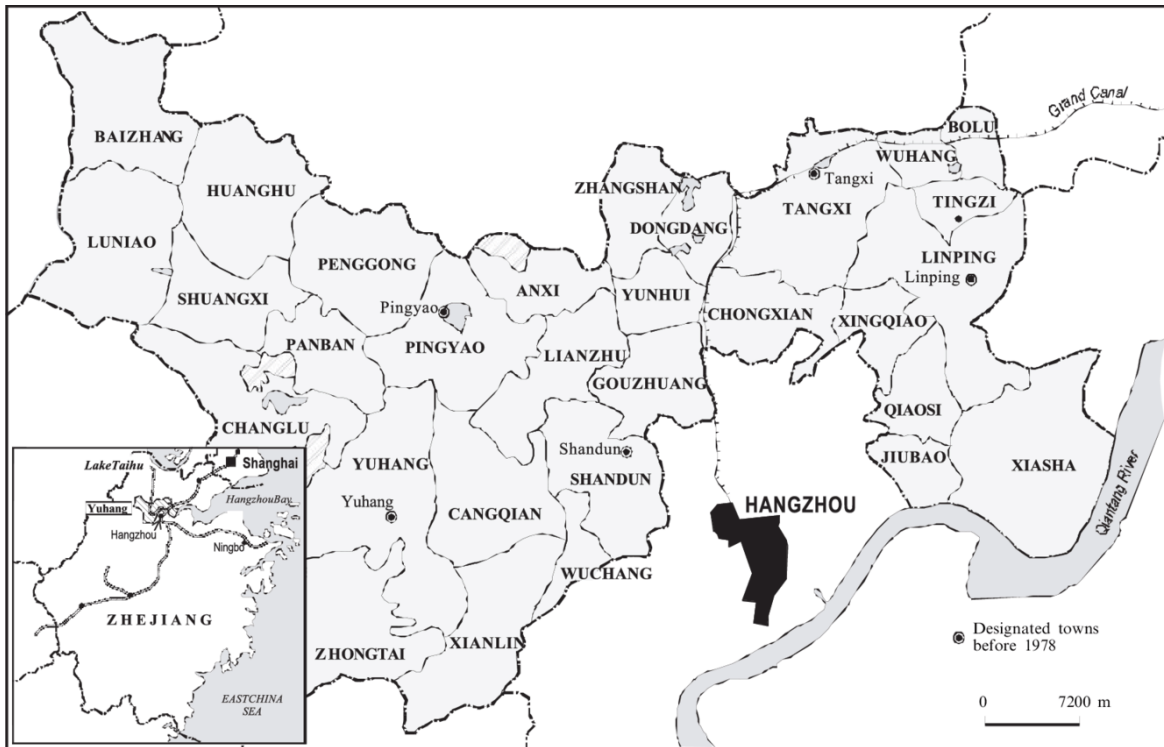 Grand Canal
BOLU
BAIZHANG
WUHANG
HUANGHU
ZHANGSHAN
Tangxi
TANGXI
TINGZI
LUNIAO
DONGDANG
PENGGONG
LINPING
Linping
ANXI
YUNHUI
SHUANGXI
Pingyao
CHONGXIAN
XINGQIAO
PANBAN
PINGYAO
LIANZHU
GOUZHUANG
QIAOSI
CHANGLU
Shandun
YUHANG
JIUBAO
XIASHA
SHANDUN
Qiantang River
Yuhang
CANGQIAN
HANGZHOU
WUCHANG
XIANLIN
ZHONGTAI
LakeTaihu
Shanghai
Yuhang
HangzhouBay
Hangzhou
Ningbo
ZHEJIANG
EASTCHINA
SEA
Designated towns
before 1978
0 7200 m